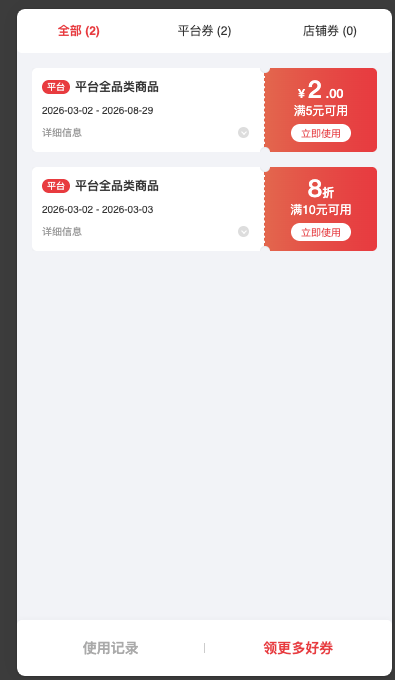 全部 (2) 平台券 (2) 店铺券 (0)
平台 平台全品类商品
2026-03-02 - 2026-08-29
详细信息
¥ 2 .00
满5元可用
立即使用
平台 平台全品类商品
2026-03-02 - 2026-03-03
详细信息
8折
满10元可用
立即使用
使用记录 领更多好券